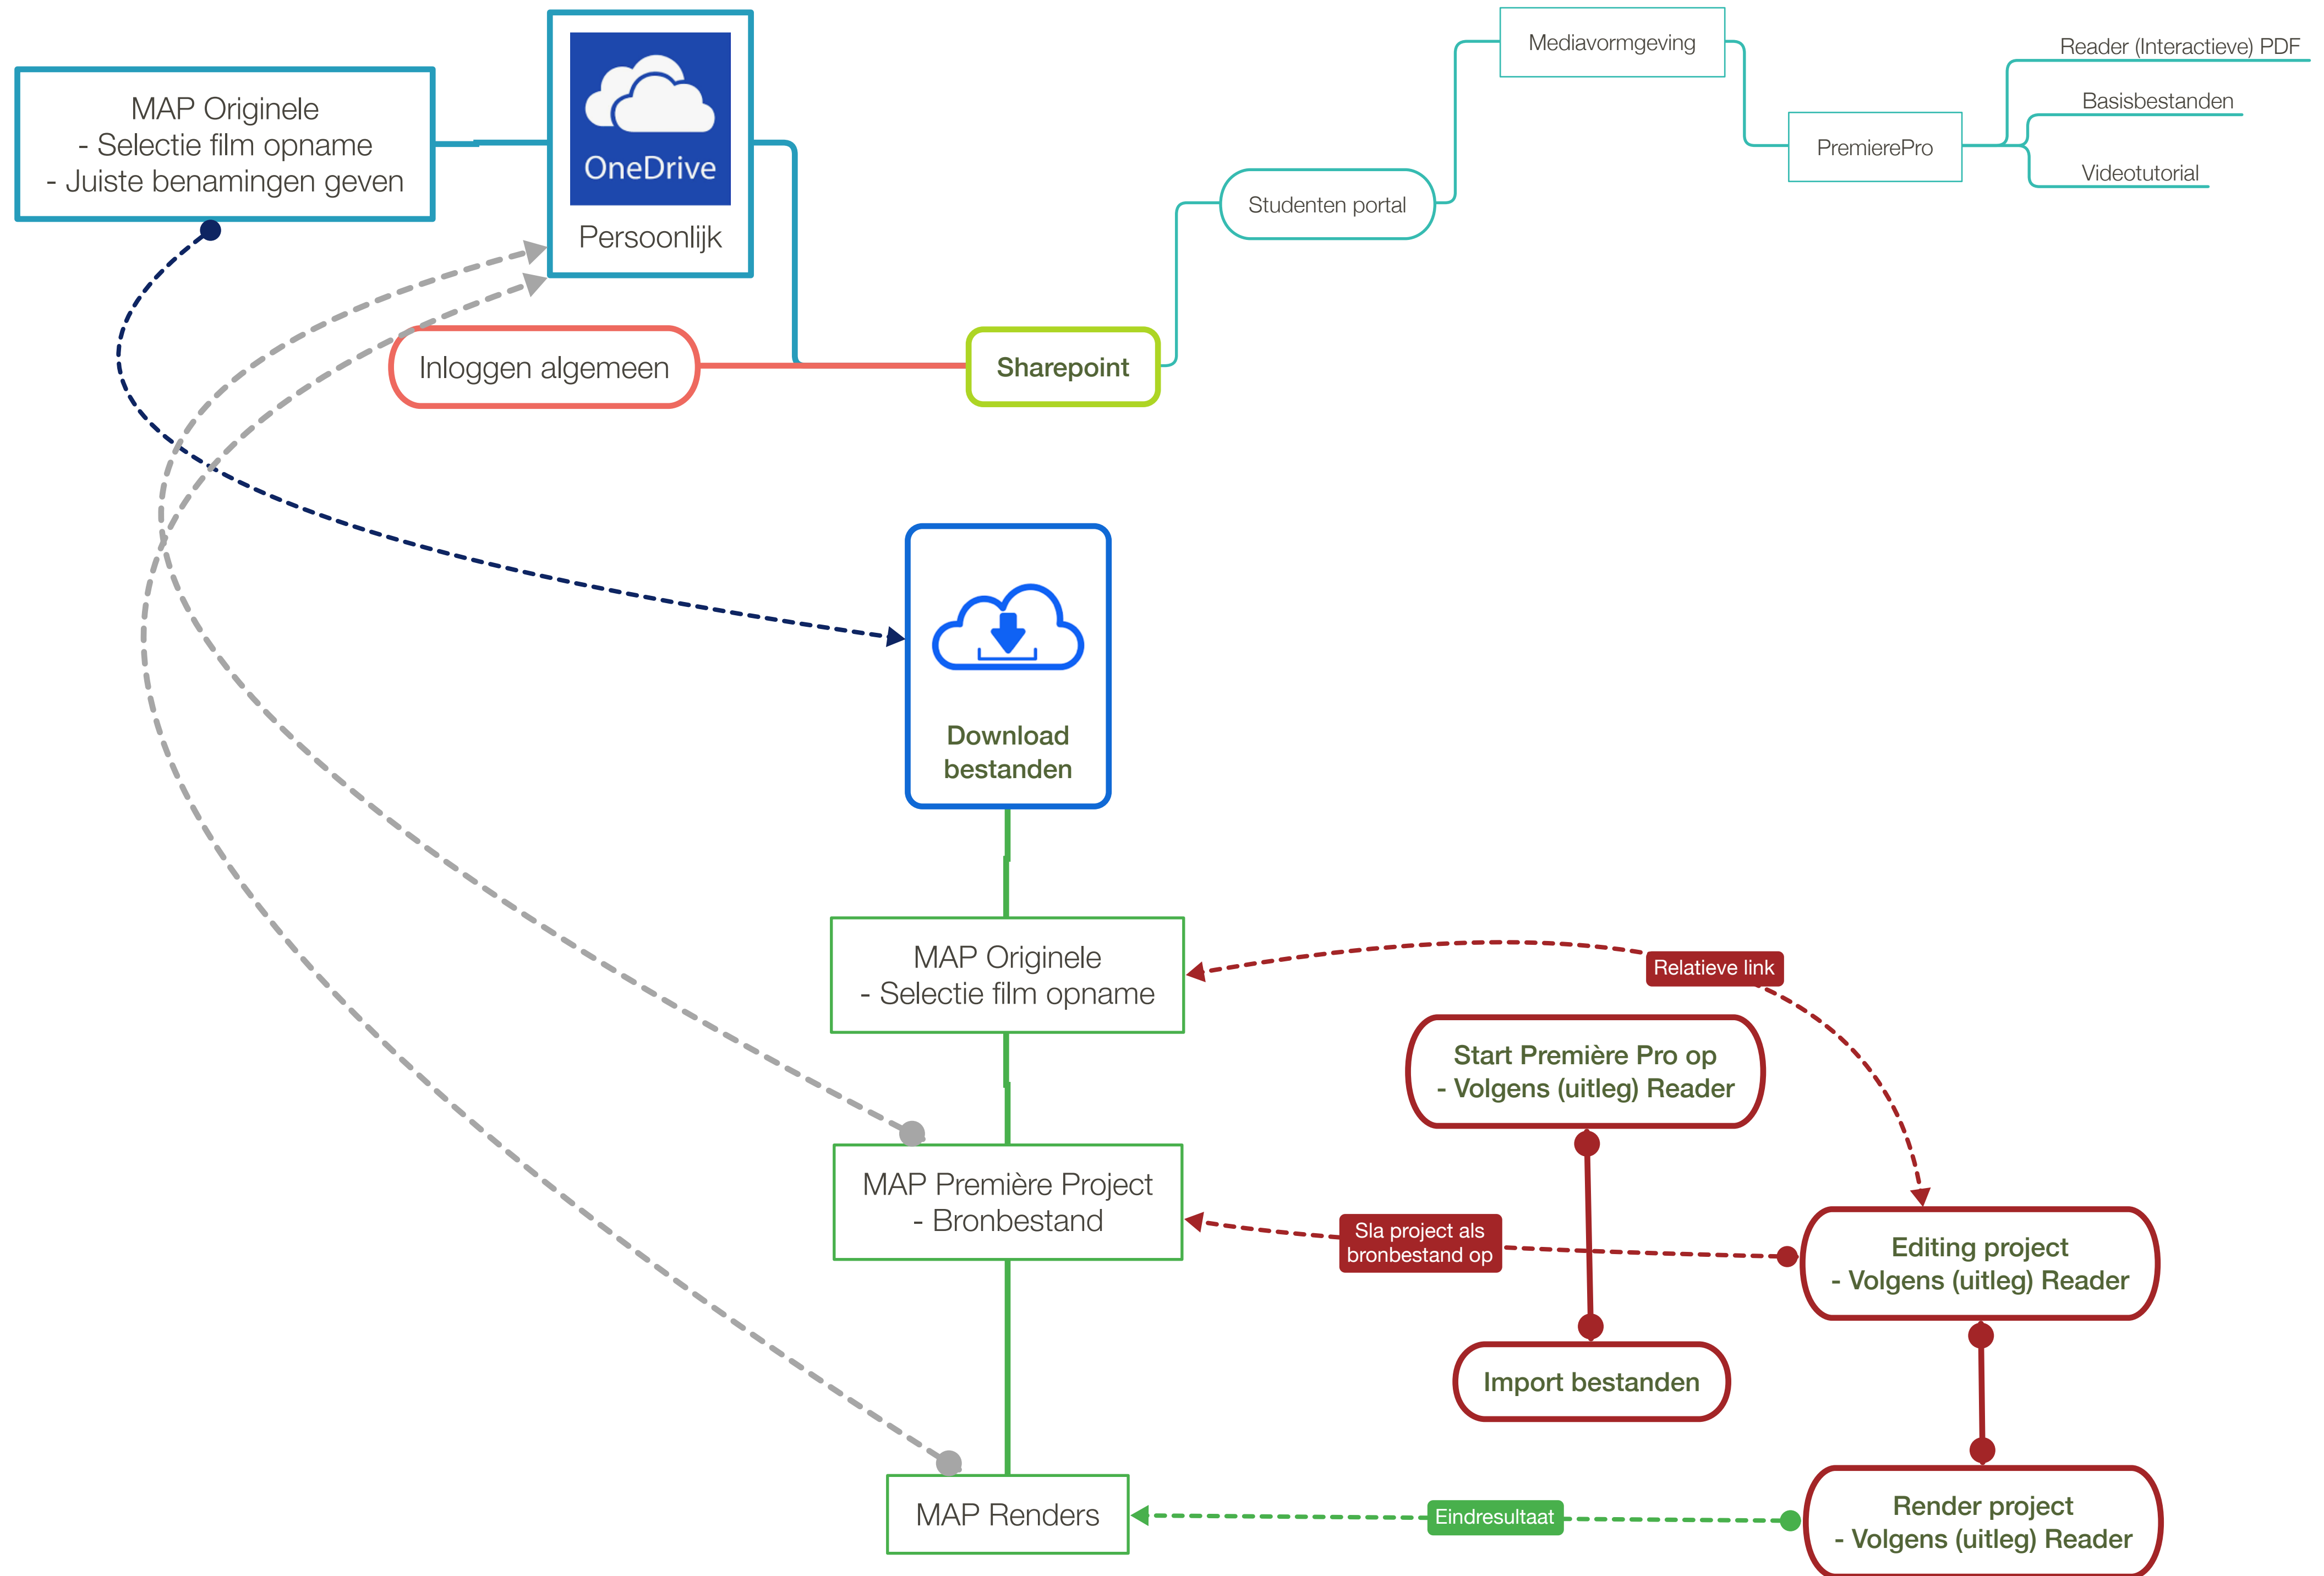 MAP Originele
- Selectie film opname
- Juiste benamingen geven
OneDrive
Persoonlijk
Inloggen algemeen
Sharepoint
Studenten portal
Mediavormgeving
PremierePro
Reader (Interactieve) PDF
Basisbestanden
Videotutorial
Download
bestanden
MAP Originele
- Selectie film opname
Relatieve link
Start Première Pro op
- Volgens (uitleg) Reader
MAP Première Project
- Bronbestand
Sla project als
bronbestand op
Editing project
- Volgens (uitleg) Reader
Import bestanden
MAP Renders
Eindresultaat
Render project
- Volgens (uitleg) Reader